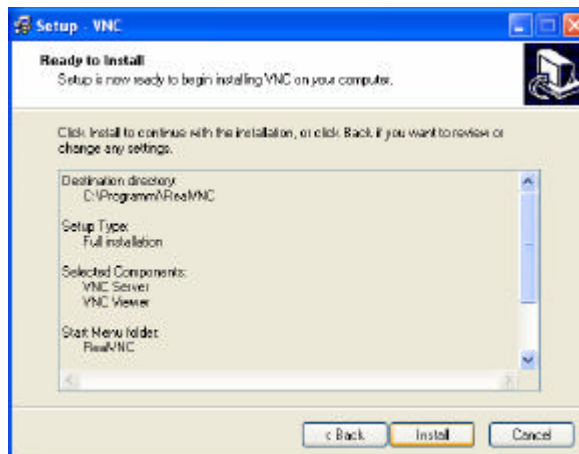 Setup - VNC
Ready to Install
Setup is now ready to begin installing VNC on your computer.
Click Install to continue with the installation, or click Back if you want to review or
change any settings.
Destination directory:
C:\Programmi\RealVNC
Setup Type:
Full installation
Selected Components:
VNC Server
VNC Viewer
Start Menu folder:
RealVNC
< Back
Install
Cancel